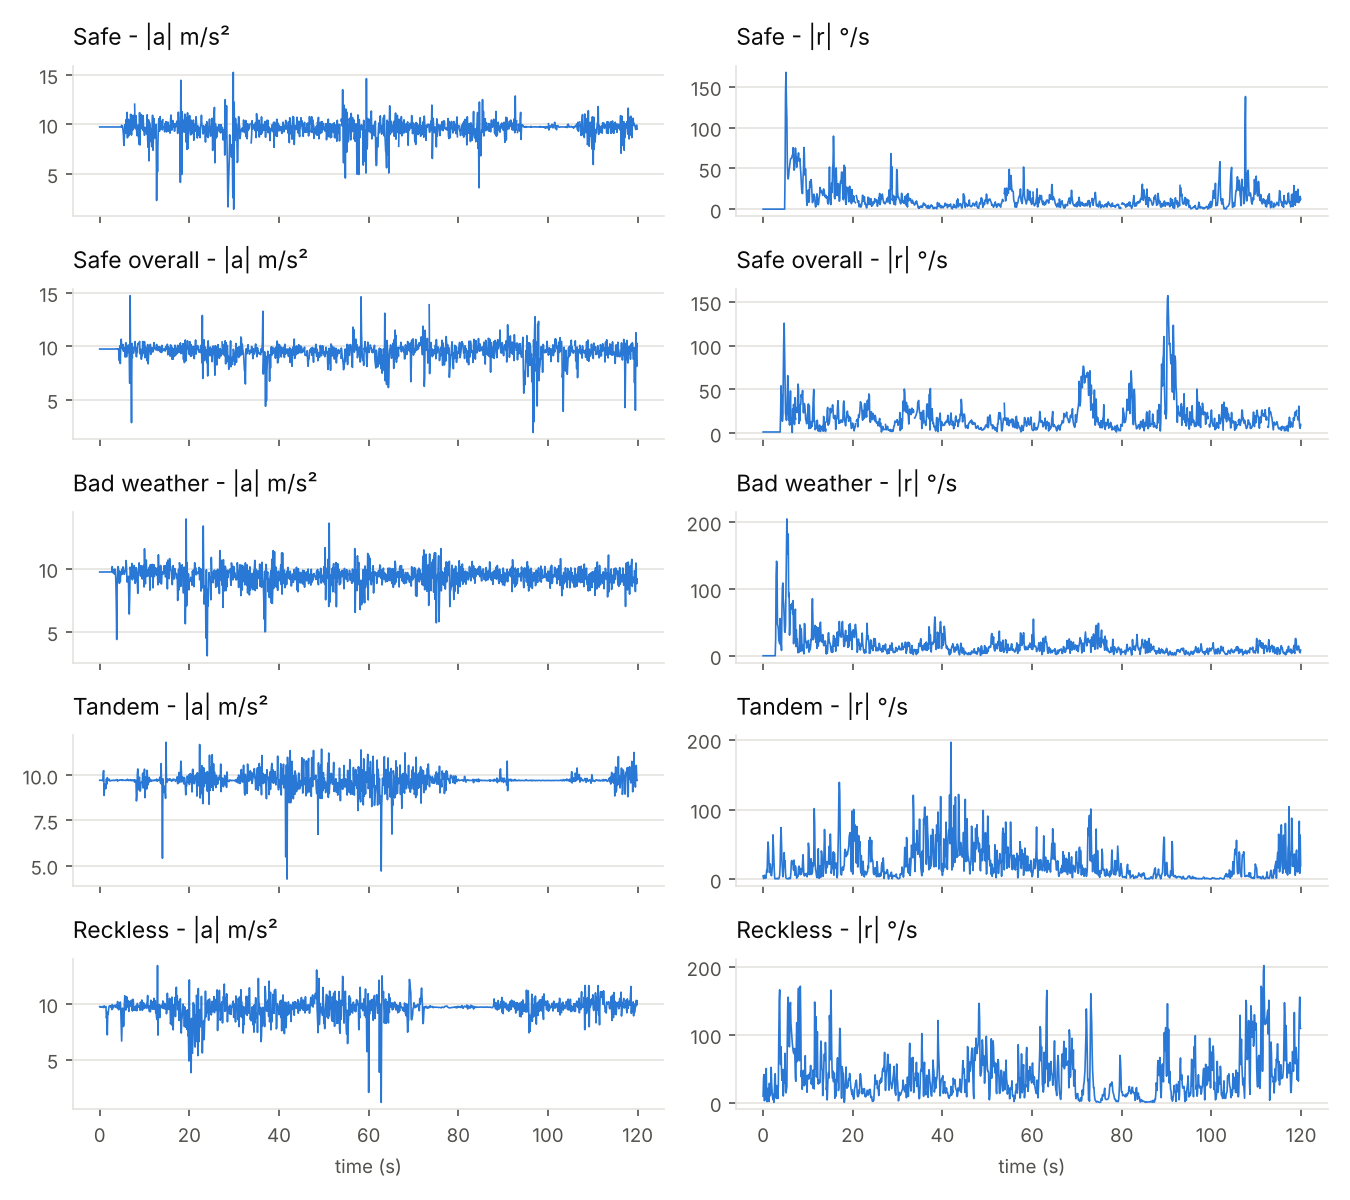 Safe - |a| m/s²
Safe - |r| °/s
15
10
5
150
100
50
0
Safe overall - |a| m/s²
Safe overall - |r| °/s
15
10
5
150
100
50
0
Bad weather - |a| m/s²
Bad weather - |r| °/s
10
5
200
100
0
Tandem - |a| m/s²
Tandem - |r| °/s
10.0
7.5
5.0
200
100
0
Reckless - |a| m/s²
Reckless - |r| °/s
10
5
200
100
0
0 20 40 60 80 100 120
0 20 40 60 80 100 120
time (s)
time (s)